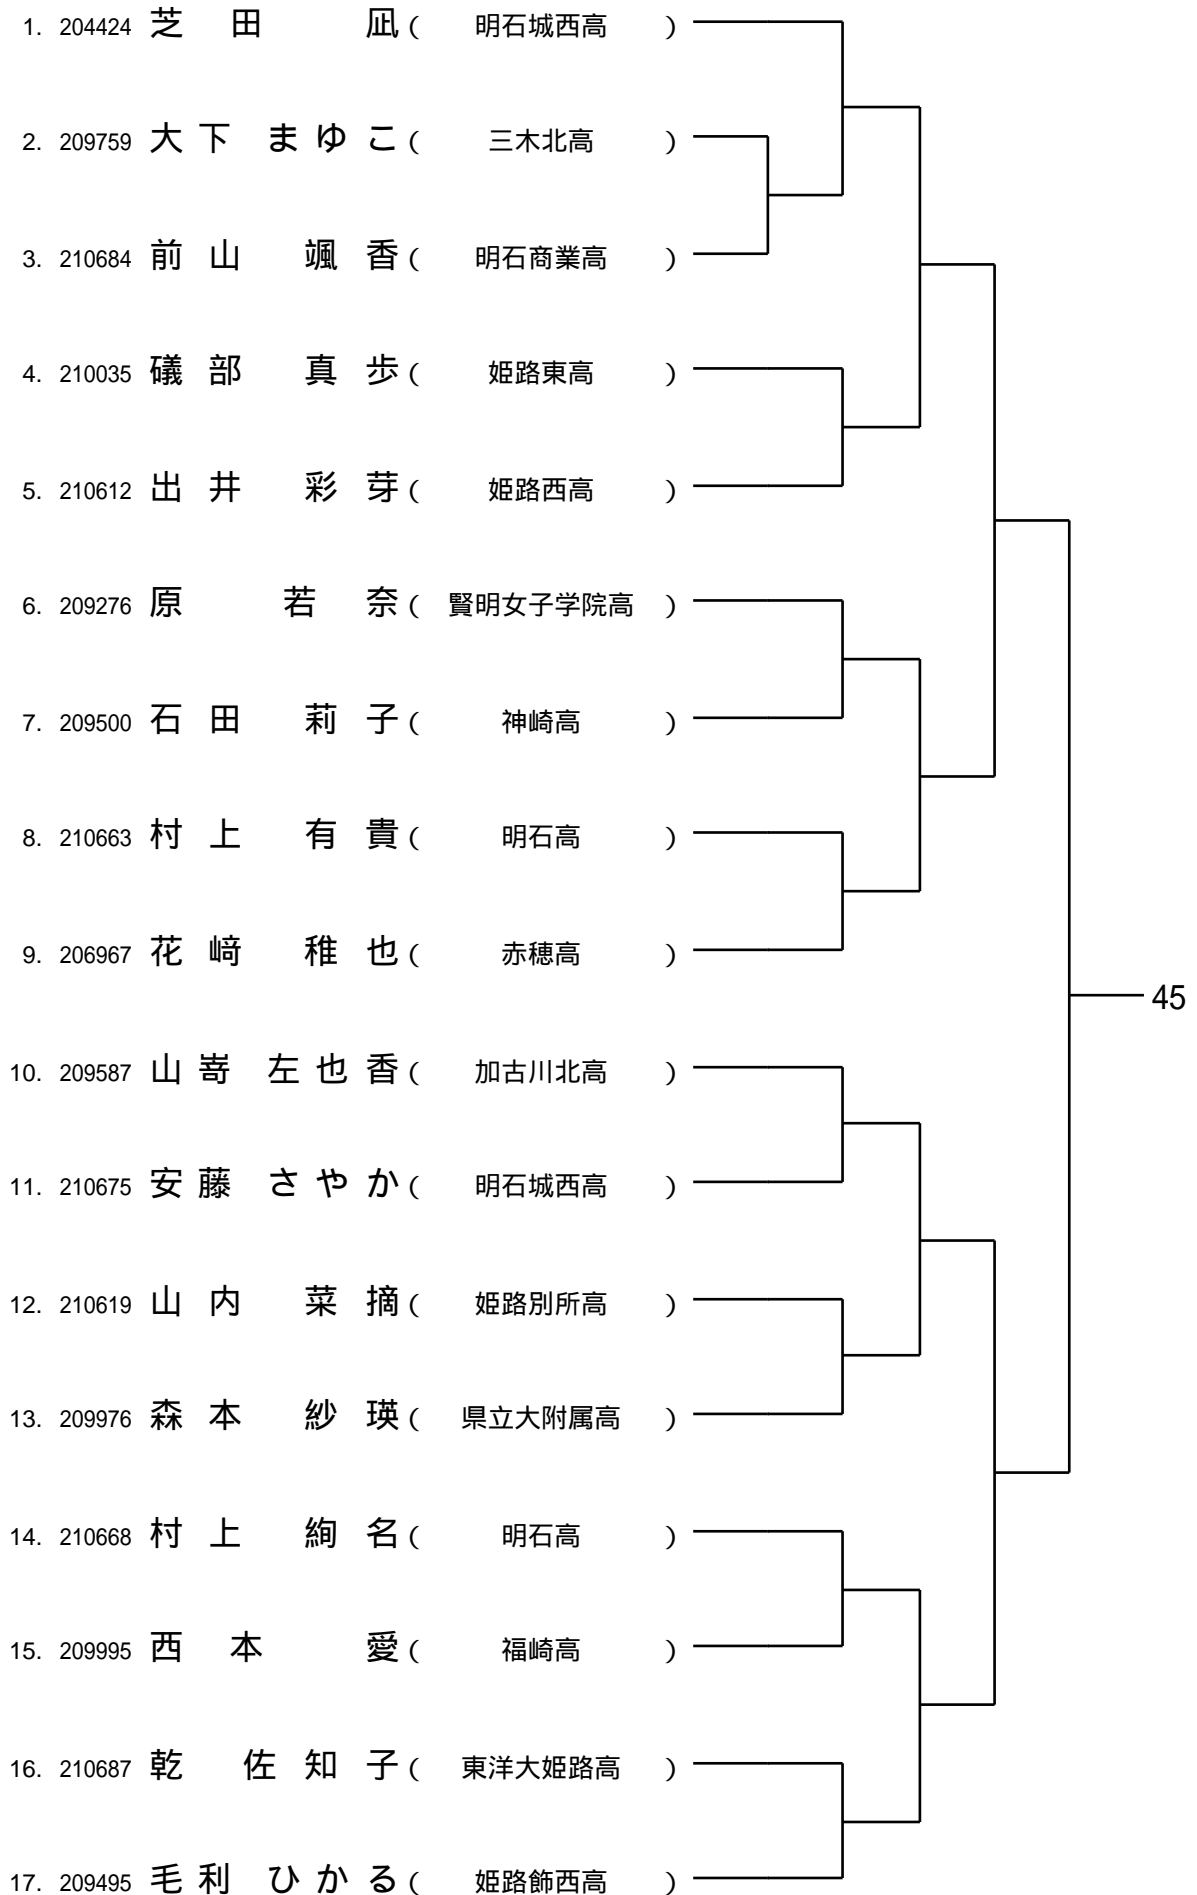 1. 204424 芝 田 凪 ( 明石城西高 )
2. 209759 大下 まゆこ ( 三木北高 )
3. 210684 前山 颯香 ( 明石商業高 )
4. 210035 礒部 真歩 ( 姫路東高 )
5. 210612 出井 彩芽 ( 姫路西高 )
6. 209276 原 若奈 ( 賢明女子学院高 )
7. 209500 石田 莉子 ( 神崎高 )
8. 210663 村上 有貴 ( 明石高 )
9. 206967 花﨑 稚也 ( 赤穂高 )
45
10. 209587 山嵜 左也香 ( 加古川北高 )
11. 210675 安藤 さやか ( 明石城西高 )
12. 210619 山内 菜摘 ( 姫路別所高 )
13. 209976 森本 紗瑛 ( 県立大附属高 )
14. 210668 村上 絢名 ( 明石高 )
15. 209995 西本 愛 ( 福崎高 )
16. 210687 乾 佐知子 ( 東洋大姫路高 )
17. 209495 毛利 ひかる ( 姫路飾西高 )